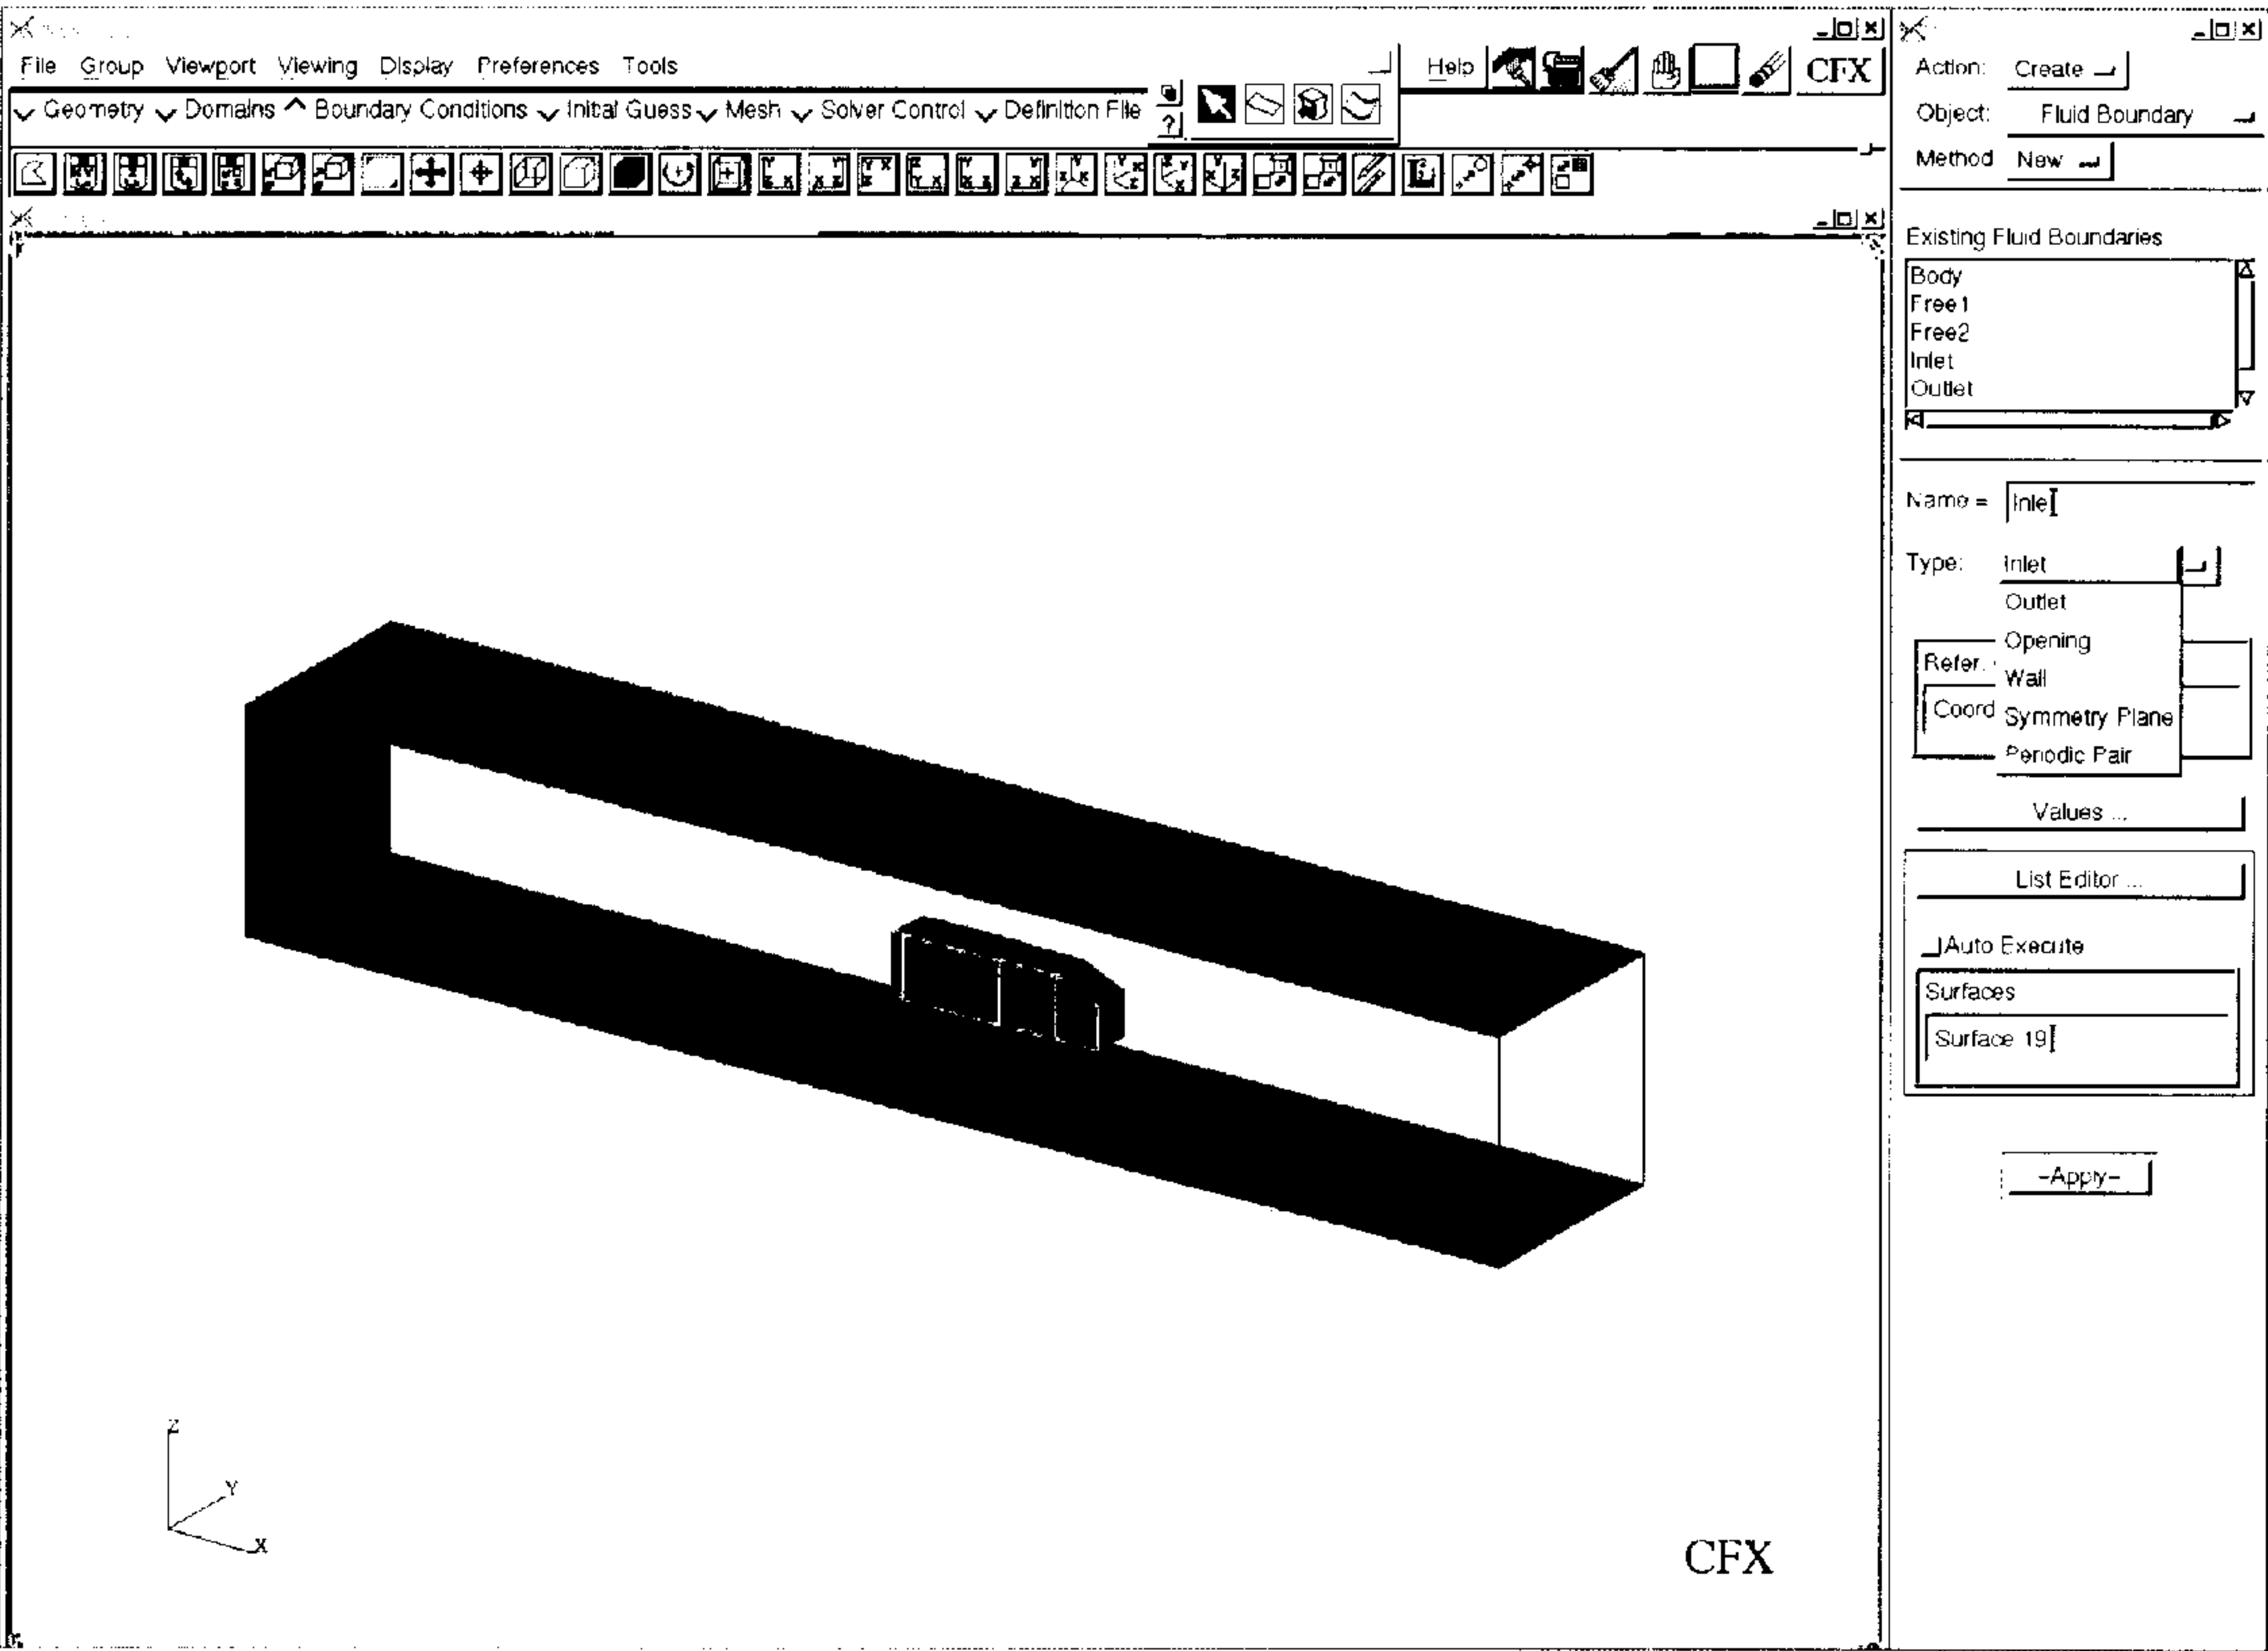 File Group Viewport Viewing Display Preferences Tools
Help
CFX
Geometry Domains Boundary Conditions Initial Guess Mesh Solver Control Definition File
?
Action: Create
Object: Fluid Boundary
Method New
Existing Fluid Boundaries
Body
Free1
Free2
Inlet
Outlet
Name = Inle
Type: Inlet
Outlet
Opening
Refer.
Wall
Coord
Symmetry Plane
Periodic Pair
Values ...
List Editor ...
Auto Execute
Surfaces
Surface 19
-Apply-
Z
Y
X
CFX